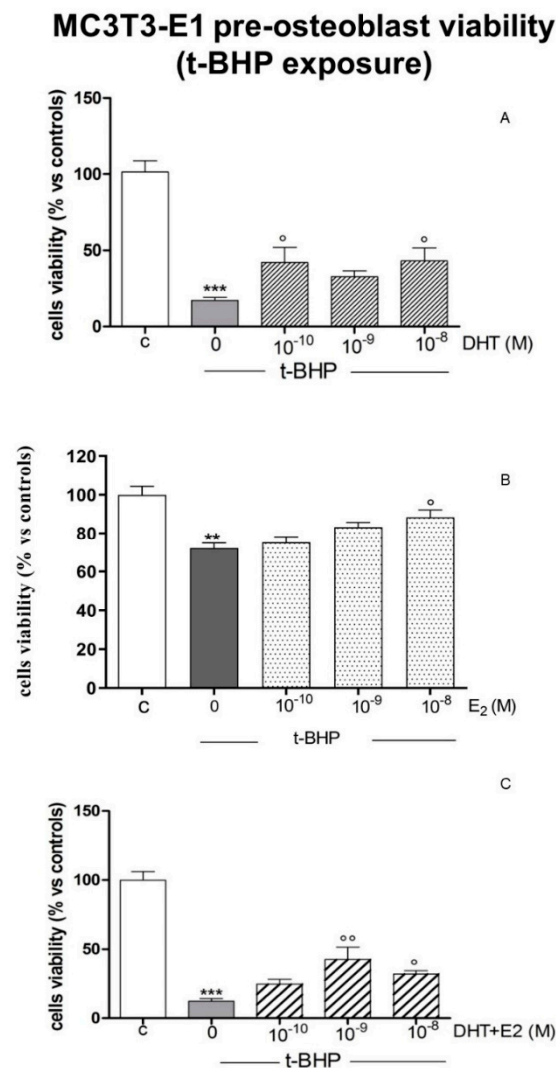 MC3T3-E1 pre-osteoblast viability
(t-BHP exposure)
A
cells viability (% vs controls)
150
100
50
0
***
°
°
c 0 10⁻¹⁰ 10⁻⁹ 10⁻⁸ DHT (M)
t-BHP
B
cells viability (% vs controls)
120
100
80
60
40
20
0
**
°
c 0 10⁻¹⁰ 10⁻⁹ 10⁻⁸ E₂ (M)
t-BHP
C
cells viability (% vs controls)
150
100
50
0
***
°°
°
c 0 10⁻¹⁰ 10⁻⁹ 10⁻⁸ DHT+E2 (M)
t-BHP